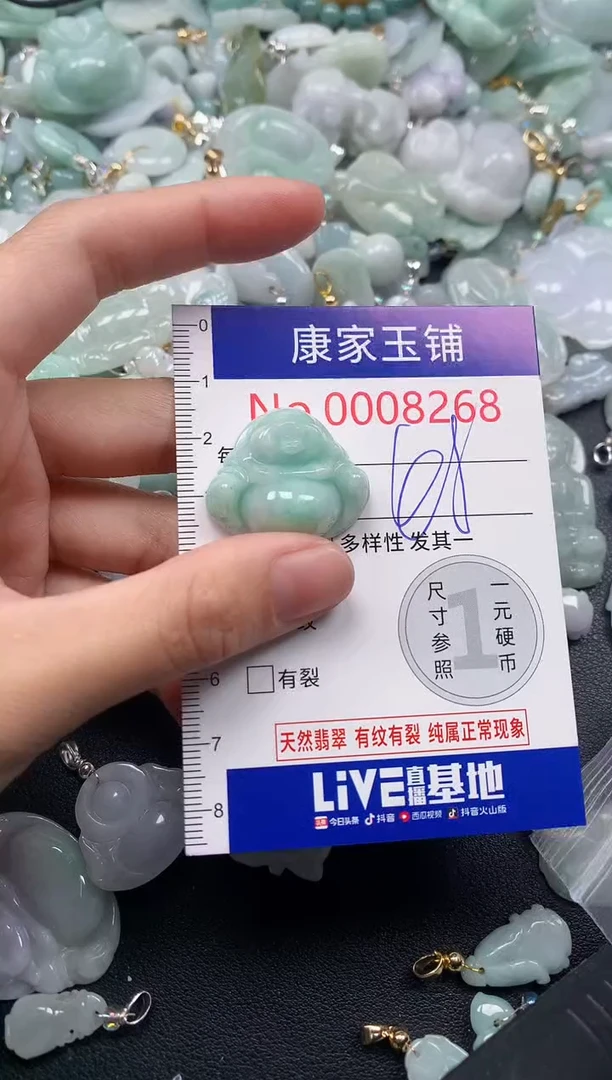 康家玉铺
0
1
No.0008268
2
每
68
多样性 发其一
尺寸参照
1
一元硬币
6
有裂
7
天然翡翠 有纹有裂 纯属正常现象
LiVE直播基地
8
今日头条 抖音 西瓜视频 抖音火山版